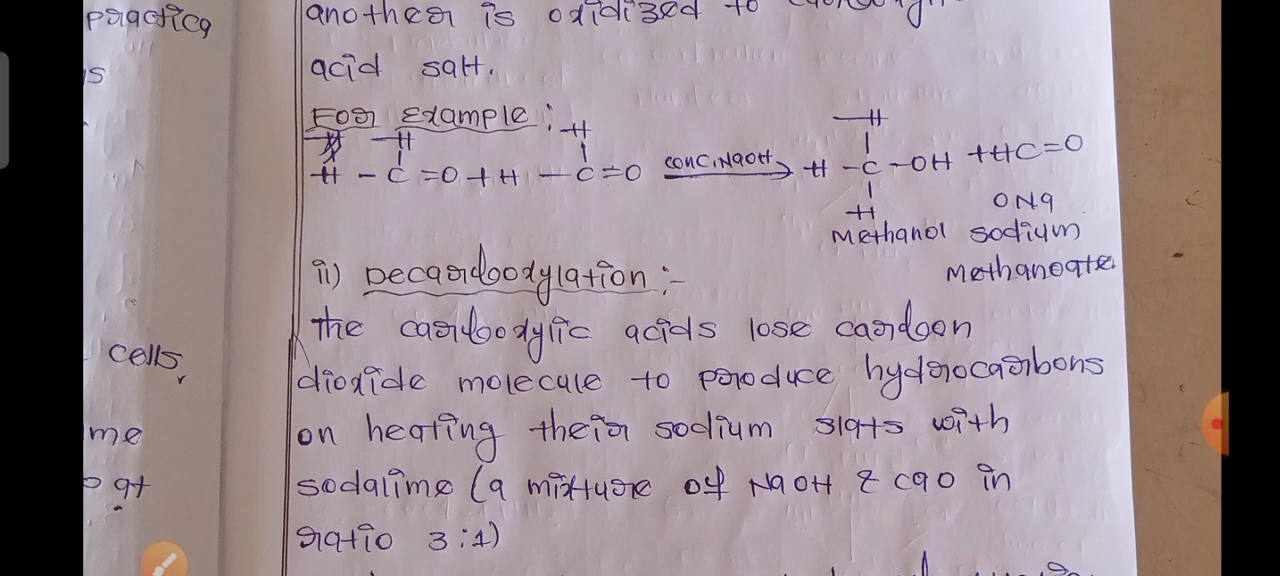 practica
another is oxidized to carboxyli
s
acid salt.
For Example :
H H H
H - C = O + H - C = O conc. NaOH → H - C - OH + HC = O
H ONa
Methanol sodium
Methanoate
ii) Decarboxylation :-
The carboxylic acids lose carbon
cells,
dioxide molecule to produce hydrocarbons
me
on heating their sodium slats with
o at
sodalime (a mixture of NaOH & CaO in
ratio 3:1)